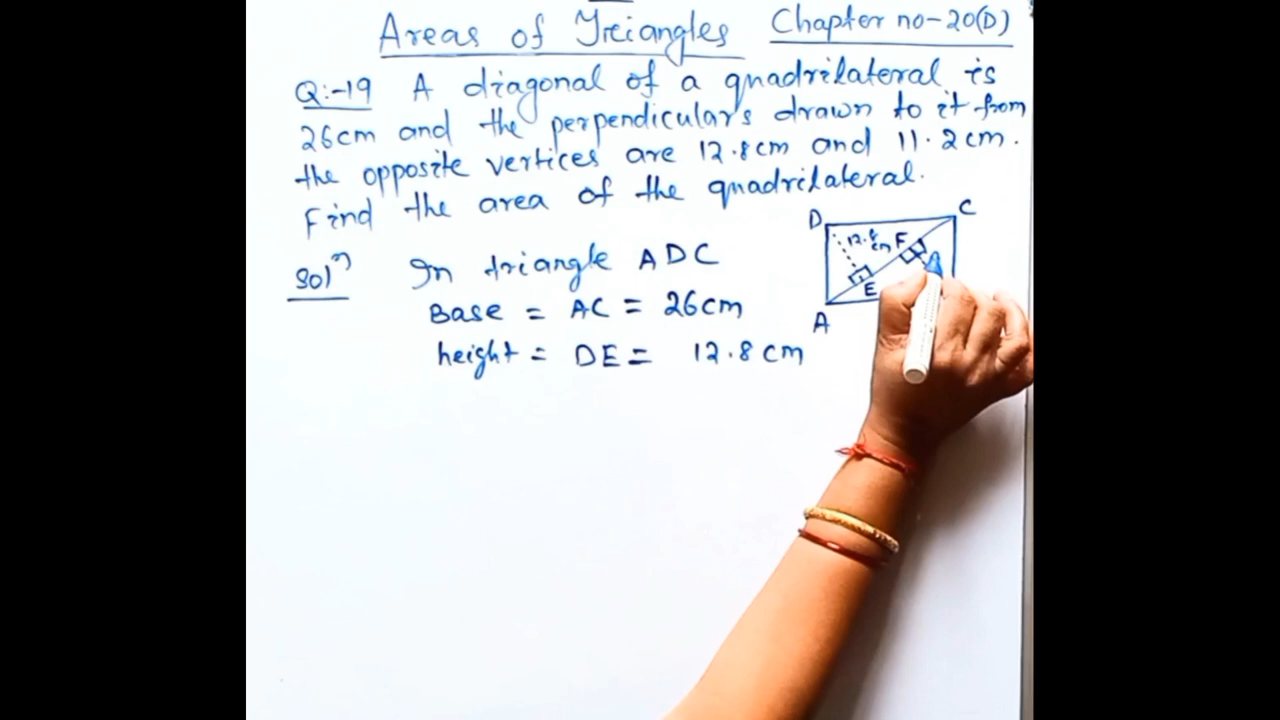 Areas of Triangles Chapter no-20(D)
Q:-19 A diagonal of a quadrilateral is
26cm and the perpendiculars drawn to it from
the opposite vertices are 12.8cm and 11.2cm.
Find the area of the quadrilateral.
Solⁿ In triangle ADC
Base = AC = 26cm
height = DE = 12.8cm
D C
12.8 cm F
E
A